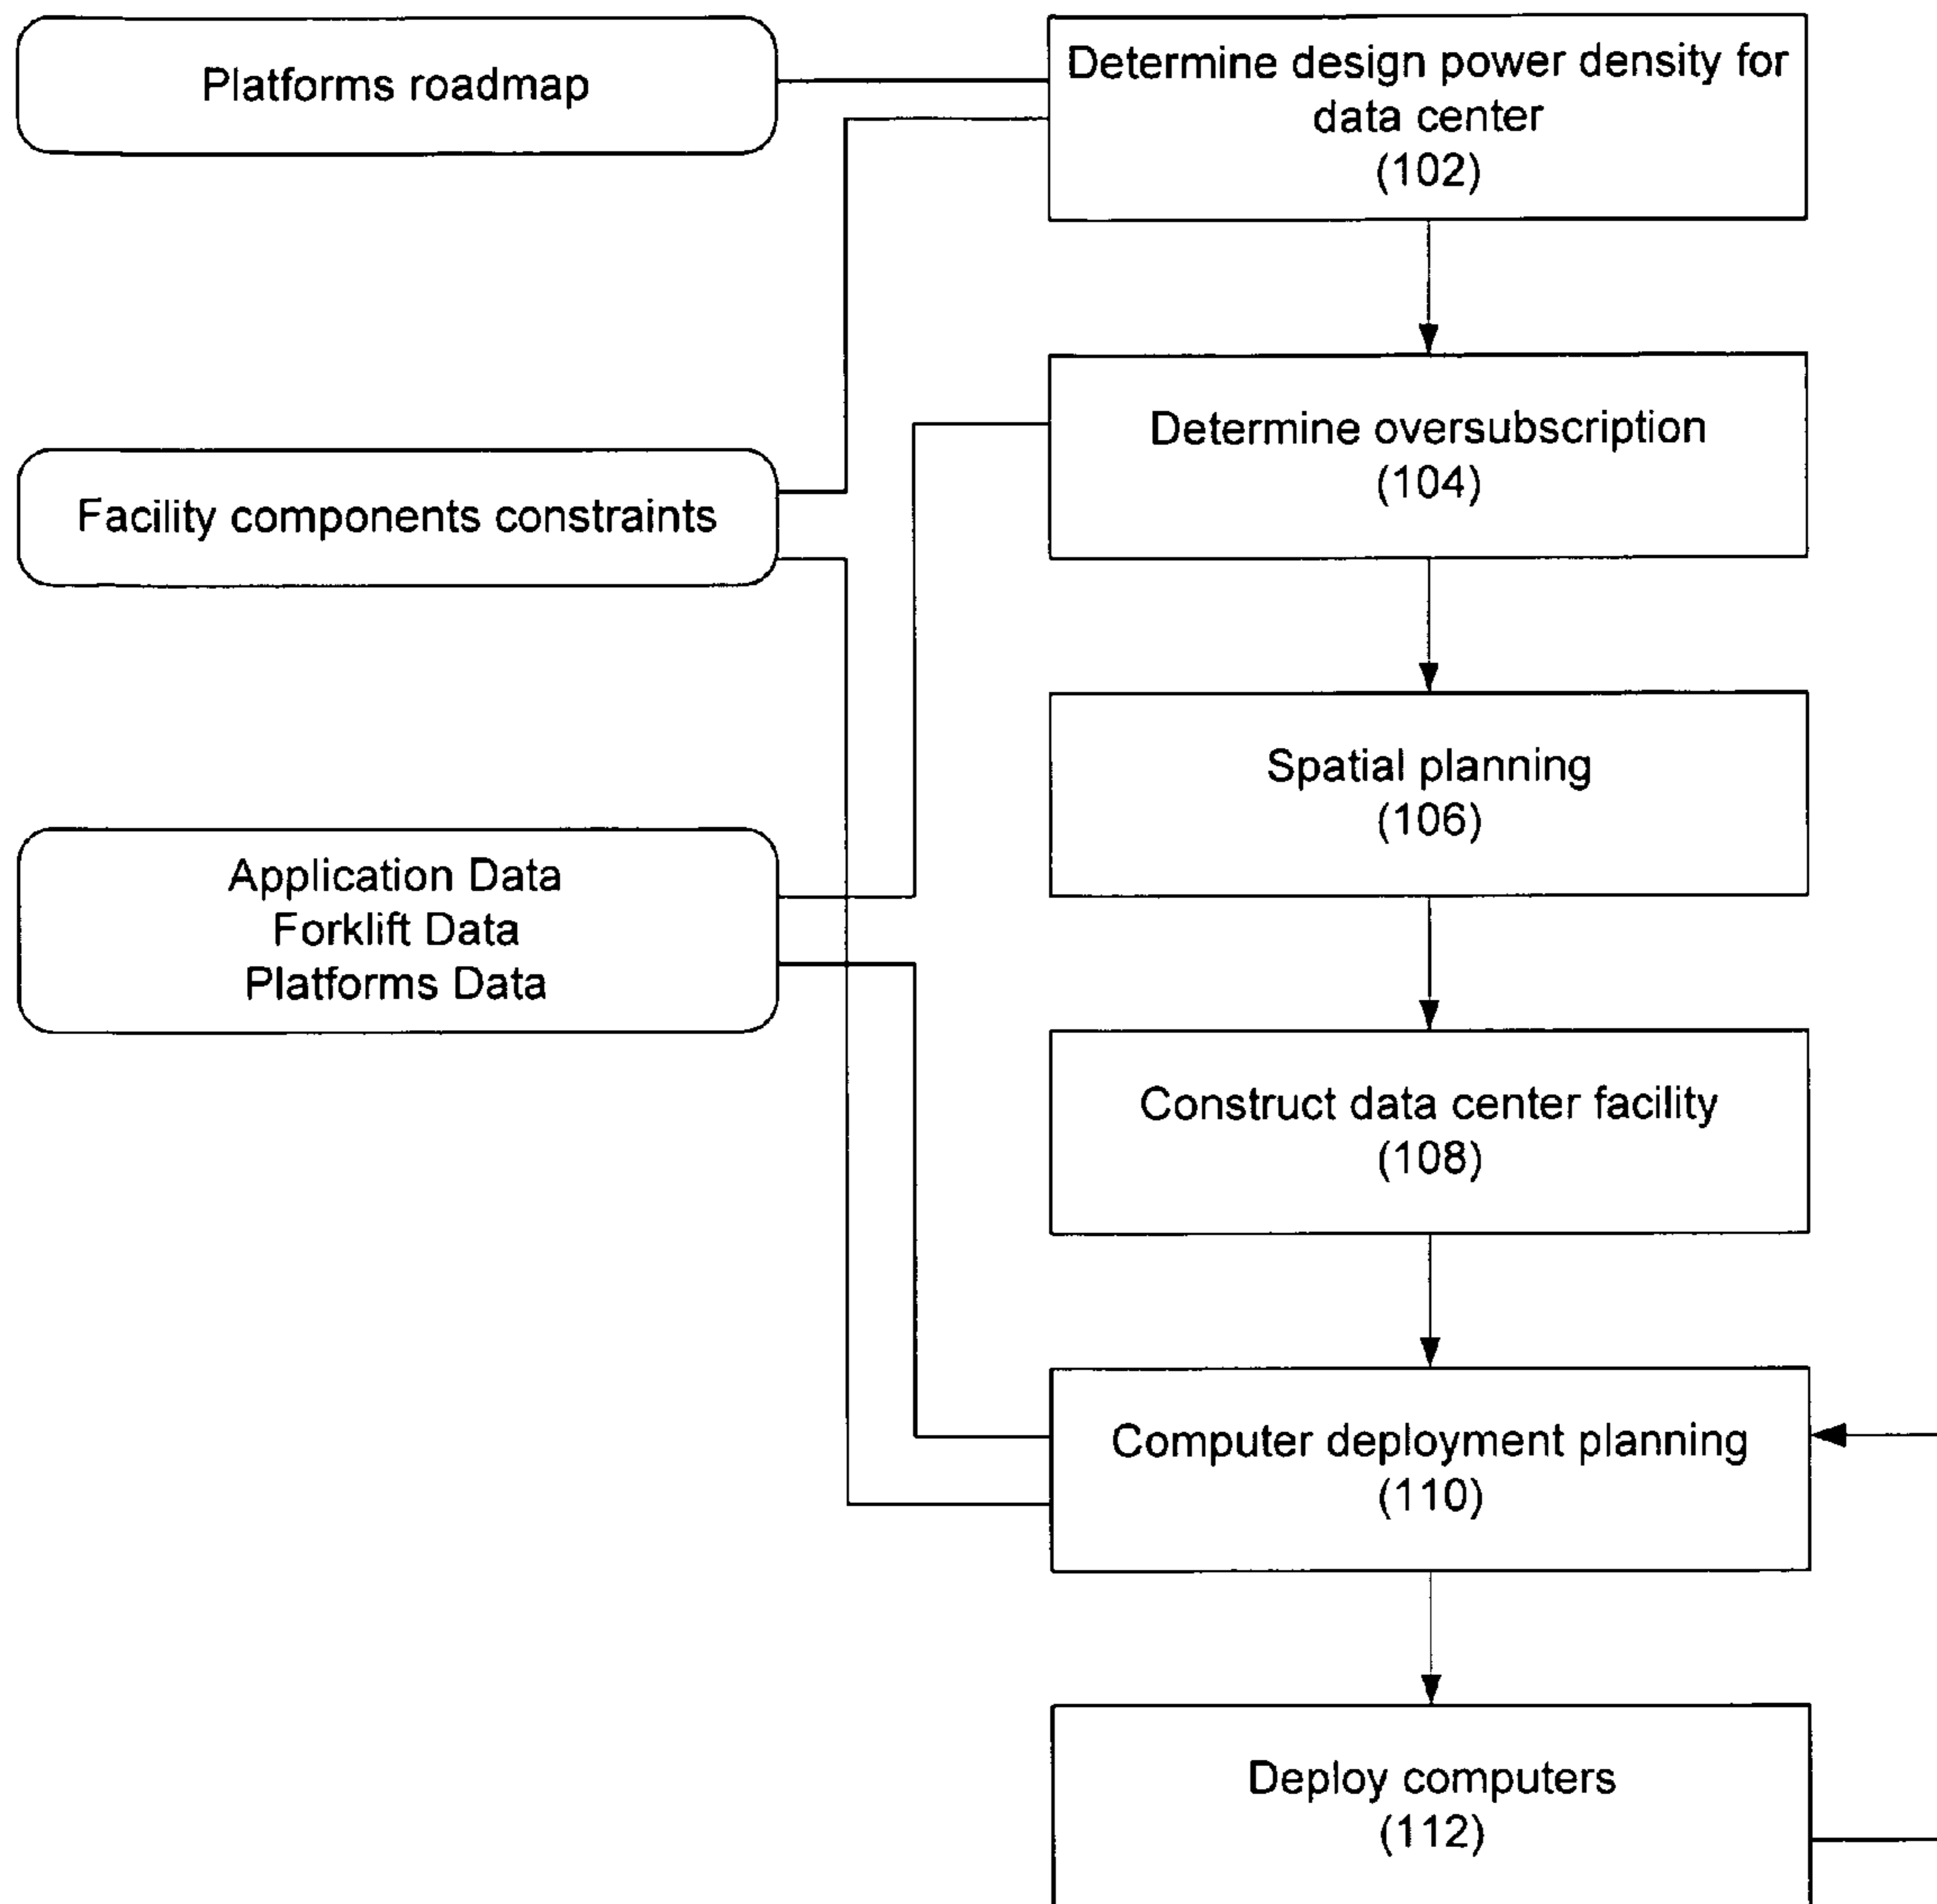 Platforms roadmap
Determine design power density for
data center
(102)
Determine oversubscription
(104)
Facility components constraints
Spatial planning
(106)
Application Data
Forklift Data
Platforms Data
Construct data center facility
(108)
Computer deployment planning
(110)
Deploy computers
(112)